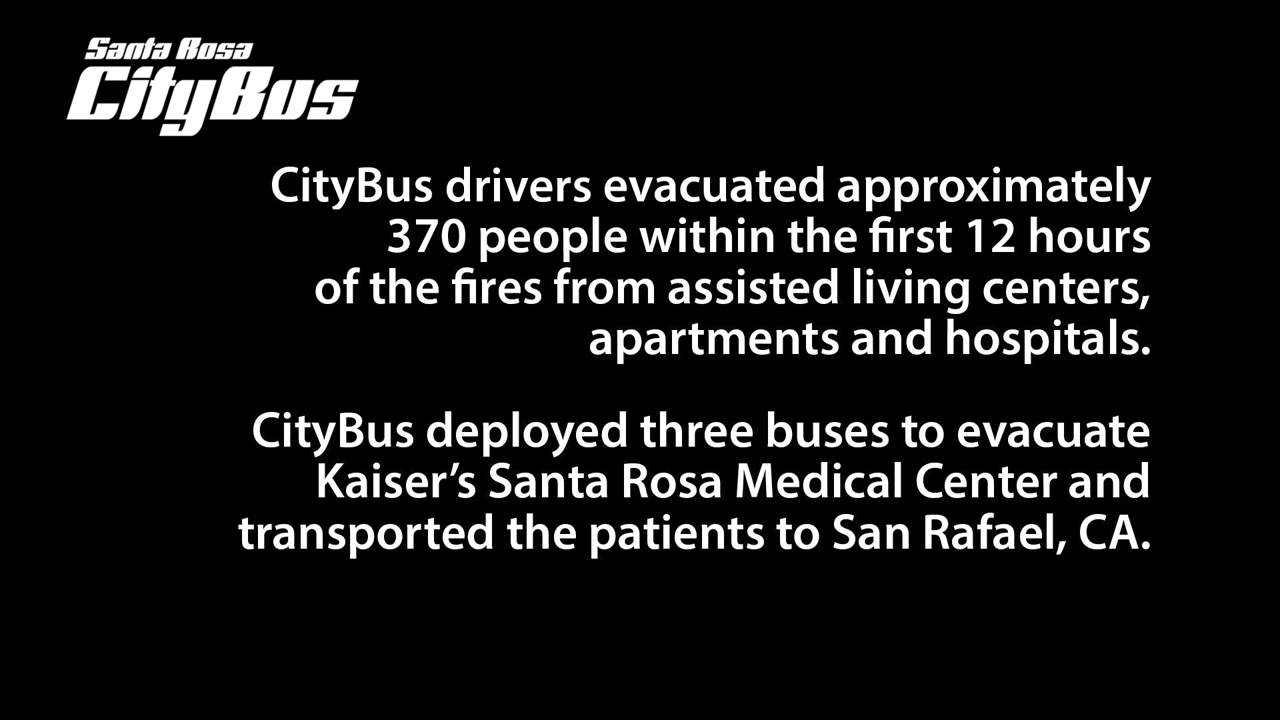 Santa Rosa
CityBus
CityBus drivers evacuated approximately
370 people within the first 12 hours
of the fires from assisted living centers,
apartments and hospitals.
CityBus deployed three buses to evacuate
Kaiser’s Santa Rosa Medical Center and
transported the patients to San Rafael, CA.